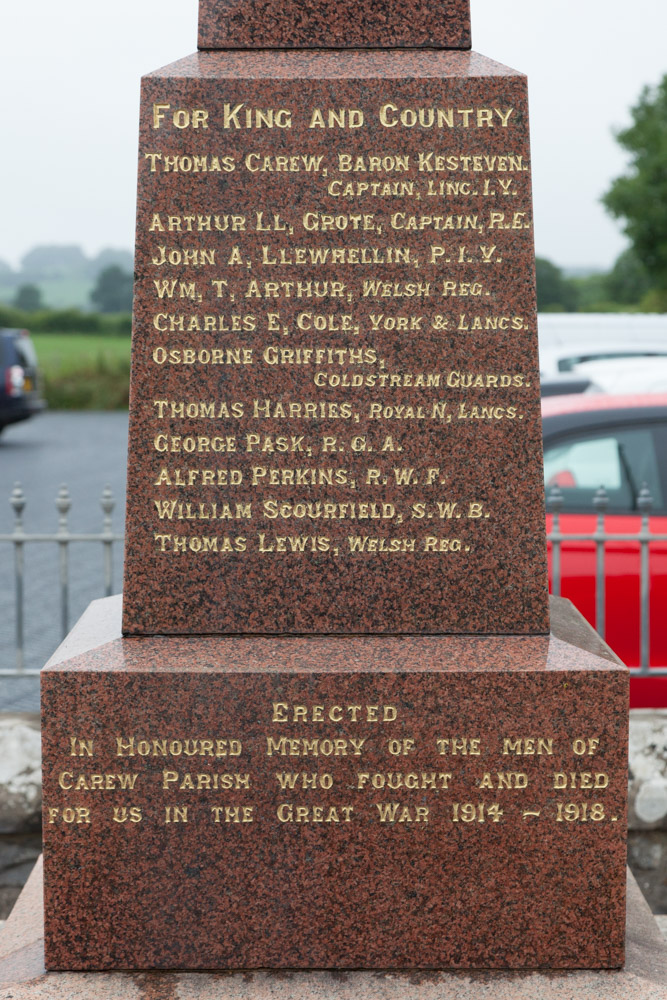 For King and Country
Thomas Carew, Baron Kesteven.
Captain, Linc. I.Y.
Arthur Ll, Grote, Captain, R.E.
John A, Llewhellin, P.I.Y.
Wm, T, Arthur, Welsh Reg.
Charles E, Cole, York & Lancs.
Osborne Griffiths,
Coldstream Guards.
Thomas Harries, Royal N, Lancs.
George Pask, R.G.A.
Alfred Perkins, R.W.F.
William Scourfield, S.W.B.
Thomas Lewis, Welsh Reg.
Erected
In Honoured Memory of the men of
Carew Parish who fought and died
for us in the Great War 1914 ~ 1918.